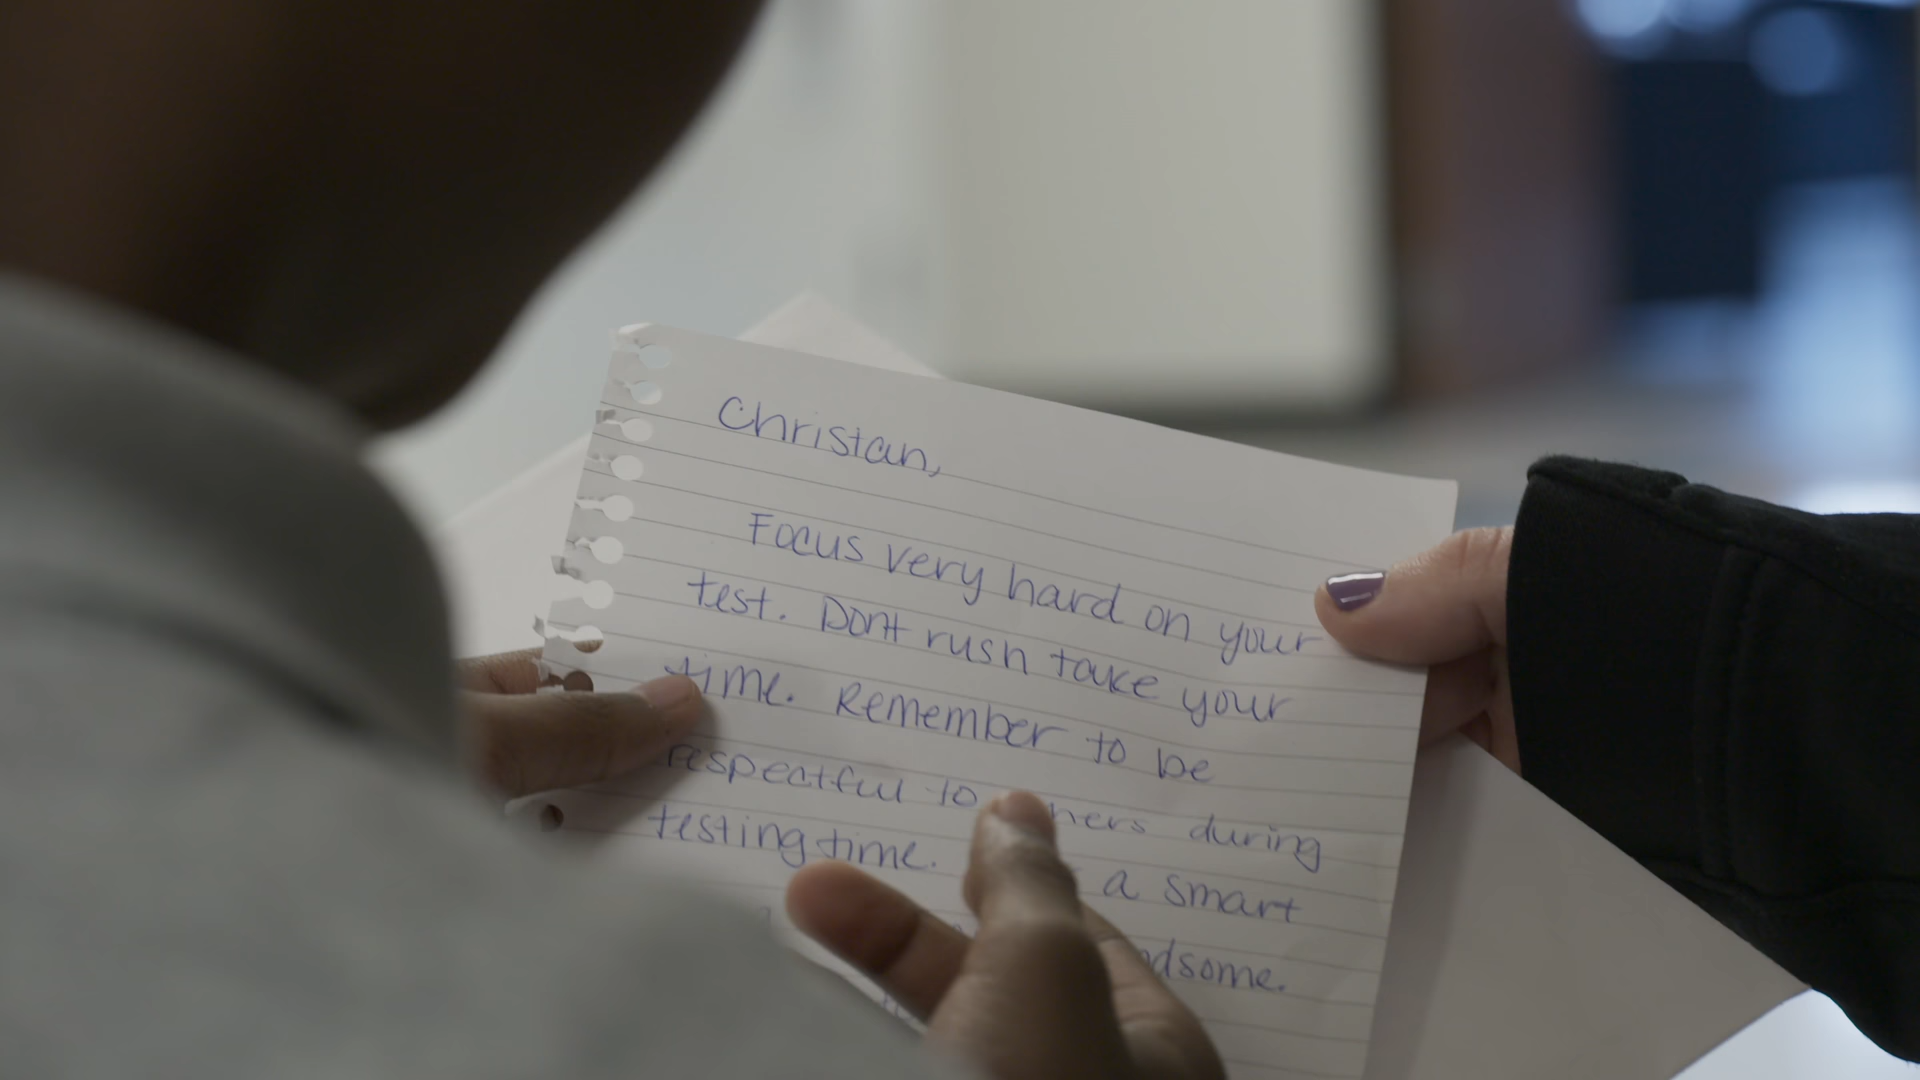 Christan,
Focus very hard on your
test. Dont rush take your
time. Remember to be
respectful to during
testing time. a smart